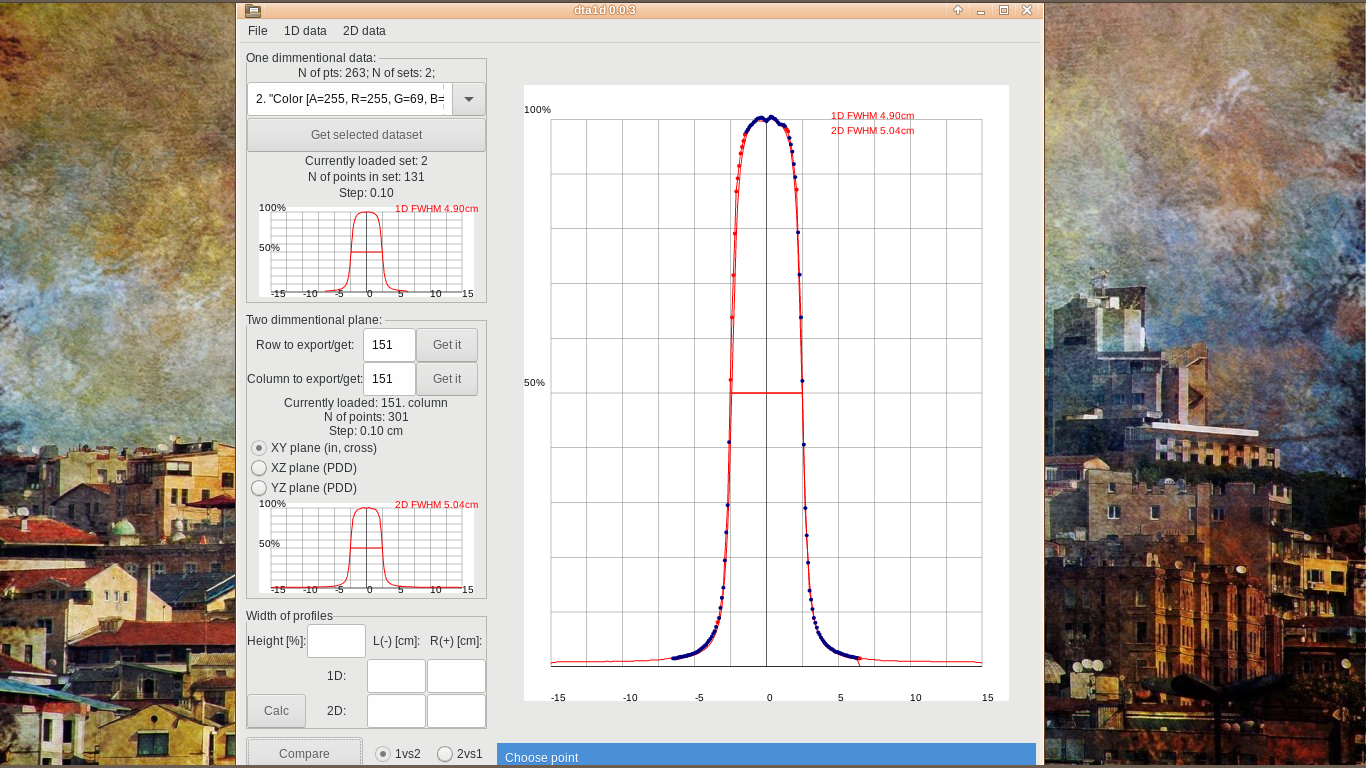 dta1d 0.0.3
File 1D data 2D data
One dimmentional data:
N of pts: 263; N of sets: 2;
2. "Color [A=255, R=255, G=69, B=
Get selected dataset
Currently loaded set: 2
N of points in set: 131
Step: 0.10
100% 1D FWHM 4.90cm
50%
-15 -10 -5 0 5 10 15
Two dimmentional plane:
Row to export/get: 151 Get it
Column to export/get: 151 Get it
Currently loaded: 151. column
N of points: 301
Step: 0.10 cm
XY plane (in, cross)
XZ plane (PDD)
YZ plane (PDD)
100% 2D FWHM 5.04cm
50%
-15 -10 -5 0 5 10 15
Width of profiles
Height [%]: L(-) [cm]: R(+) [cm]:
1D:
Calc 2D:
Compare 1vs2 2vs1
100% 1D FWHM 4.90cm
2D FWHM 5.04cm
50%
-15 -10 -5 0 5 10 15
Choose point